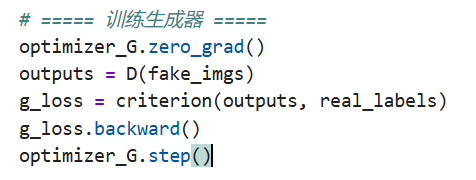 # ===== 训练生成器 =====
optimizer_G.zero_grad()
outputs = D(fake_imgs)
g_loss = criterion(outputs, real_labels)
g_loss.backward()
optimizer_G.step()